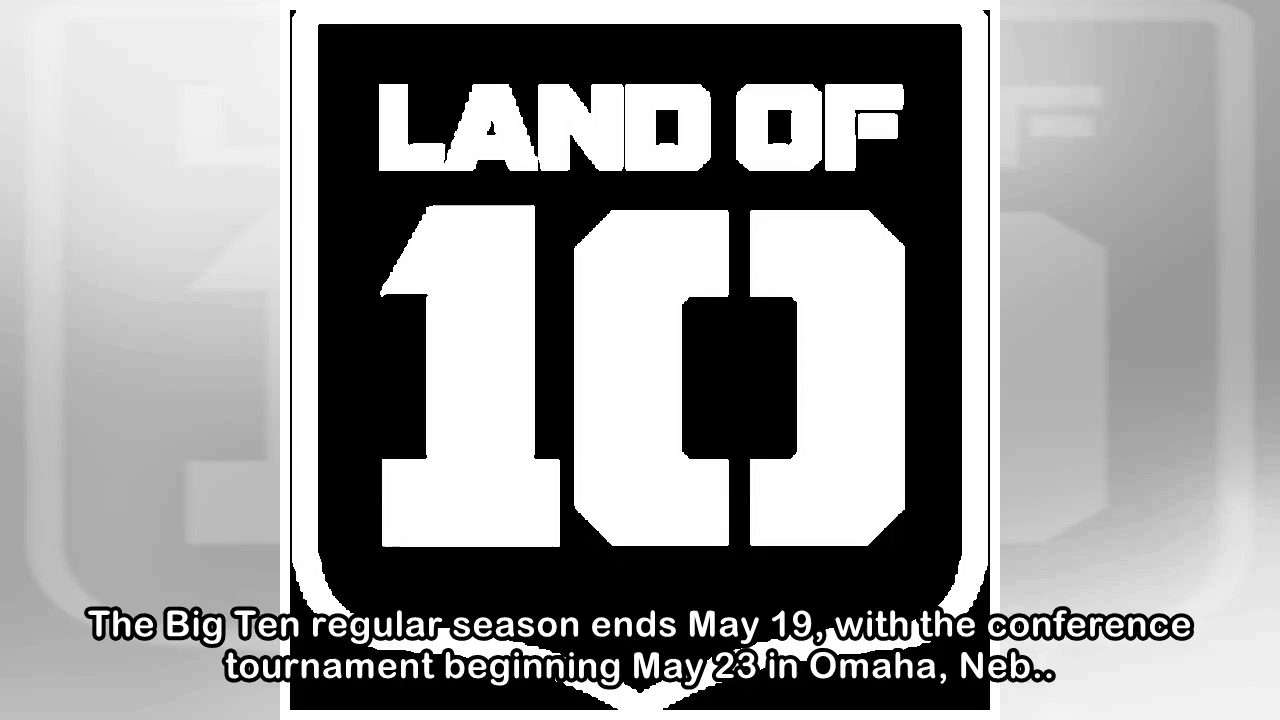 LAND OF
10
The Big Ten regular season ends May 19, with the conference
tournament beginning May 23 in Omaha, Neb..